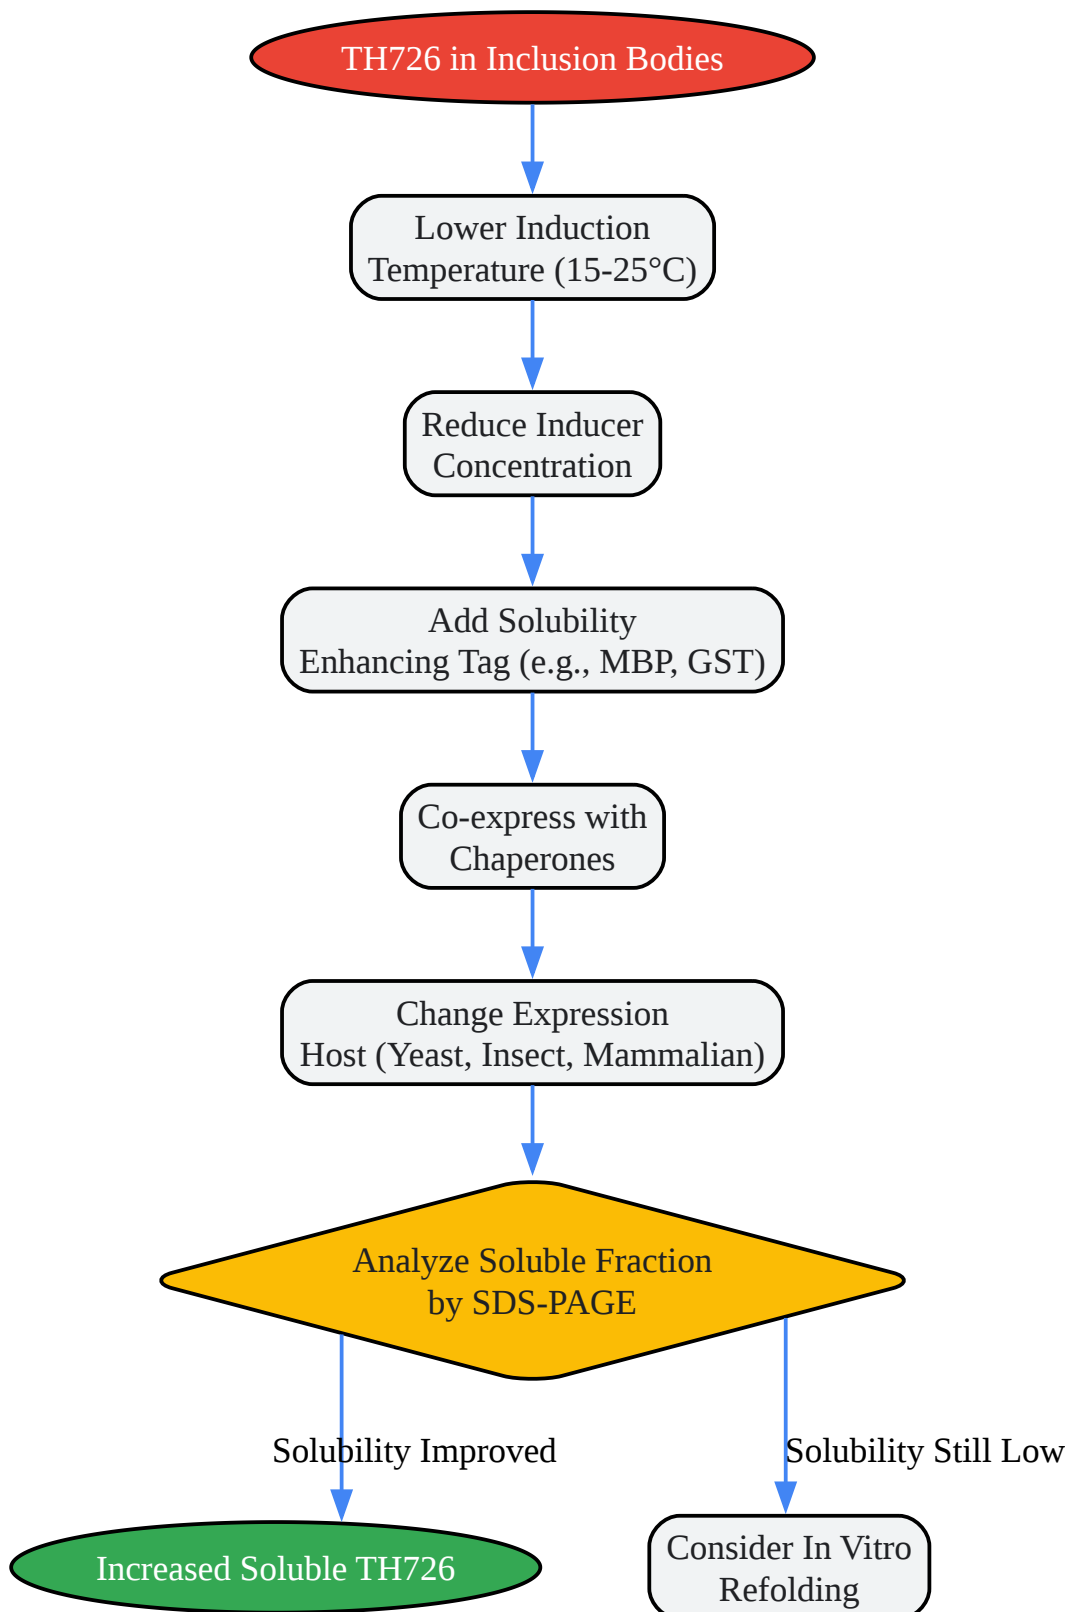 TH726 in Inclusion Bodies
Lower Induction
Temperature (15-25°C)
Reduce Inducer
Concentration
Add Solubility
Enhancing Tag (e.g., MBP, GST)
Co-express with
Chaperones
Change Expression
Host (Yeast, Insect, Mammalian)
Analyze Soluble Fraction
by SDS-PAGE
Solubility Improved
Solubility Still Low
Increased Soluble TH726
Consider In Vitro
Refolding